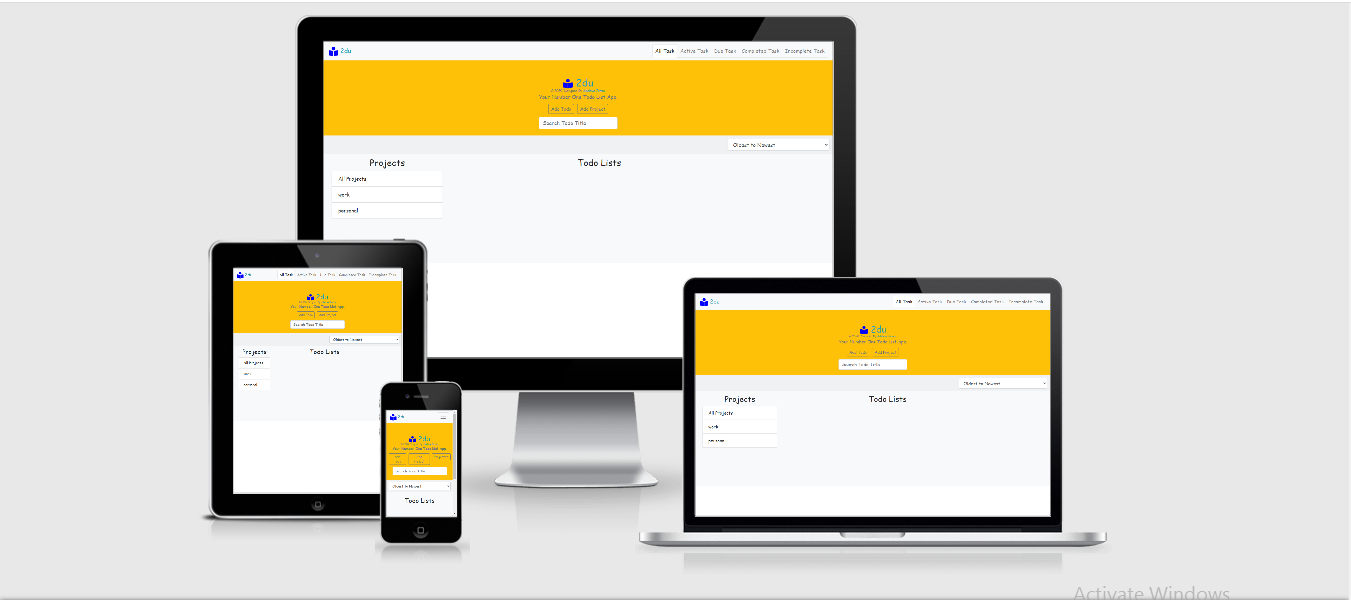 2du
All Task Active Task Due Task Completed Task Incomplete Task
2du
Your Number One Todo List App
Add Todo Add Project
Search Todo Title
Oldest to Newest
Projects Todo Lists
All Projects
work
personal
2du
All Task Active Task Due Task Completed Task Incomplete Task
2du
Your Number One Todo List App
Add Todo Add Project
Search Todo Title
Oldest to Newest
Projects Todo Lists
All Projects
work
personal
2du
2du
Your Number One Todo List App
Search Todo Title
Oldest to Newest
Todo Lists
2du
All Task Active Task Due Task Completed Task Incomplete Task
2du
Your Number One Todo List App
Add Todo Add Project
Search Todo Title
Oldest to Newest
Projects Todo Lists
All Projects
work
personal
Activate Windows